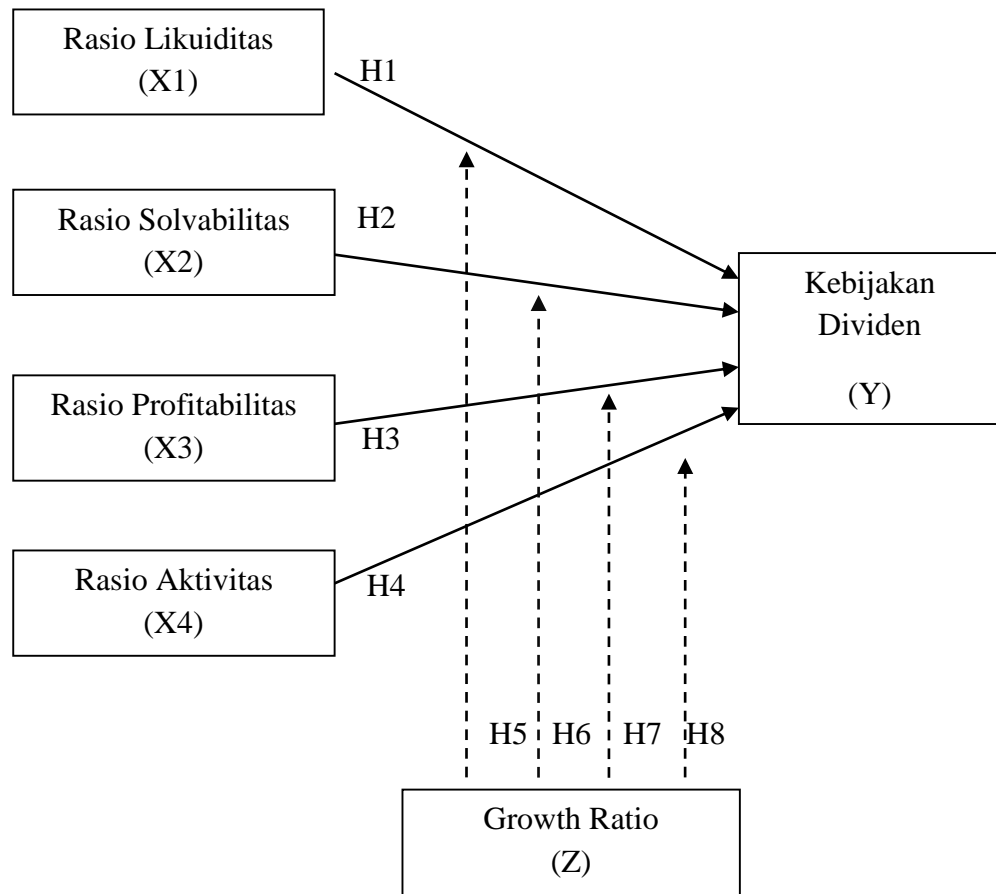 Rasio Likuiditas
(X1)
H1
Rasio Solvabilitas
(X2)
H2
Kebijakan
Dividen
(Y)
Rasio Profitabilitas
(X3)
H3
Rasio Aktivitas
(X4)
H4
H5
H6
H7
H8
Growth Ratio
(Z)